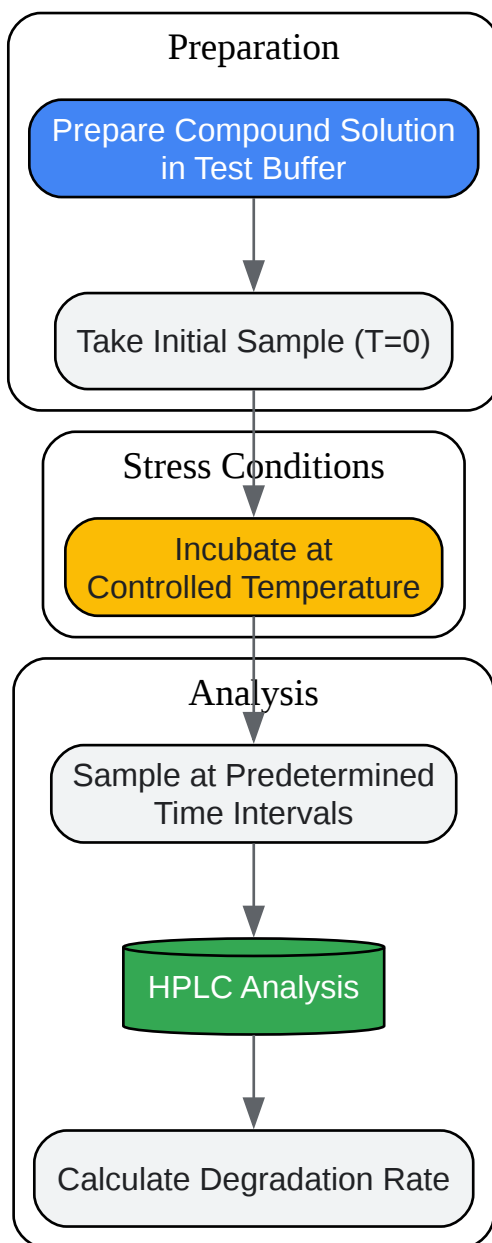 Preparation
Prepare Compound Solution
in Test Buffer
Take Initial Sample (T=0)
Stress Conditions
Incubate at
Controlled Temperature
Analysis
Sample at Predetermined
Time Intervals
HPLC Analysis
Calculate Degradation Rate